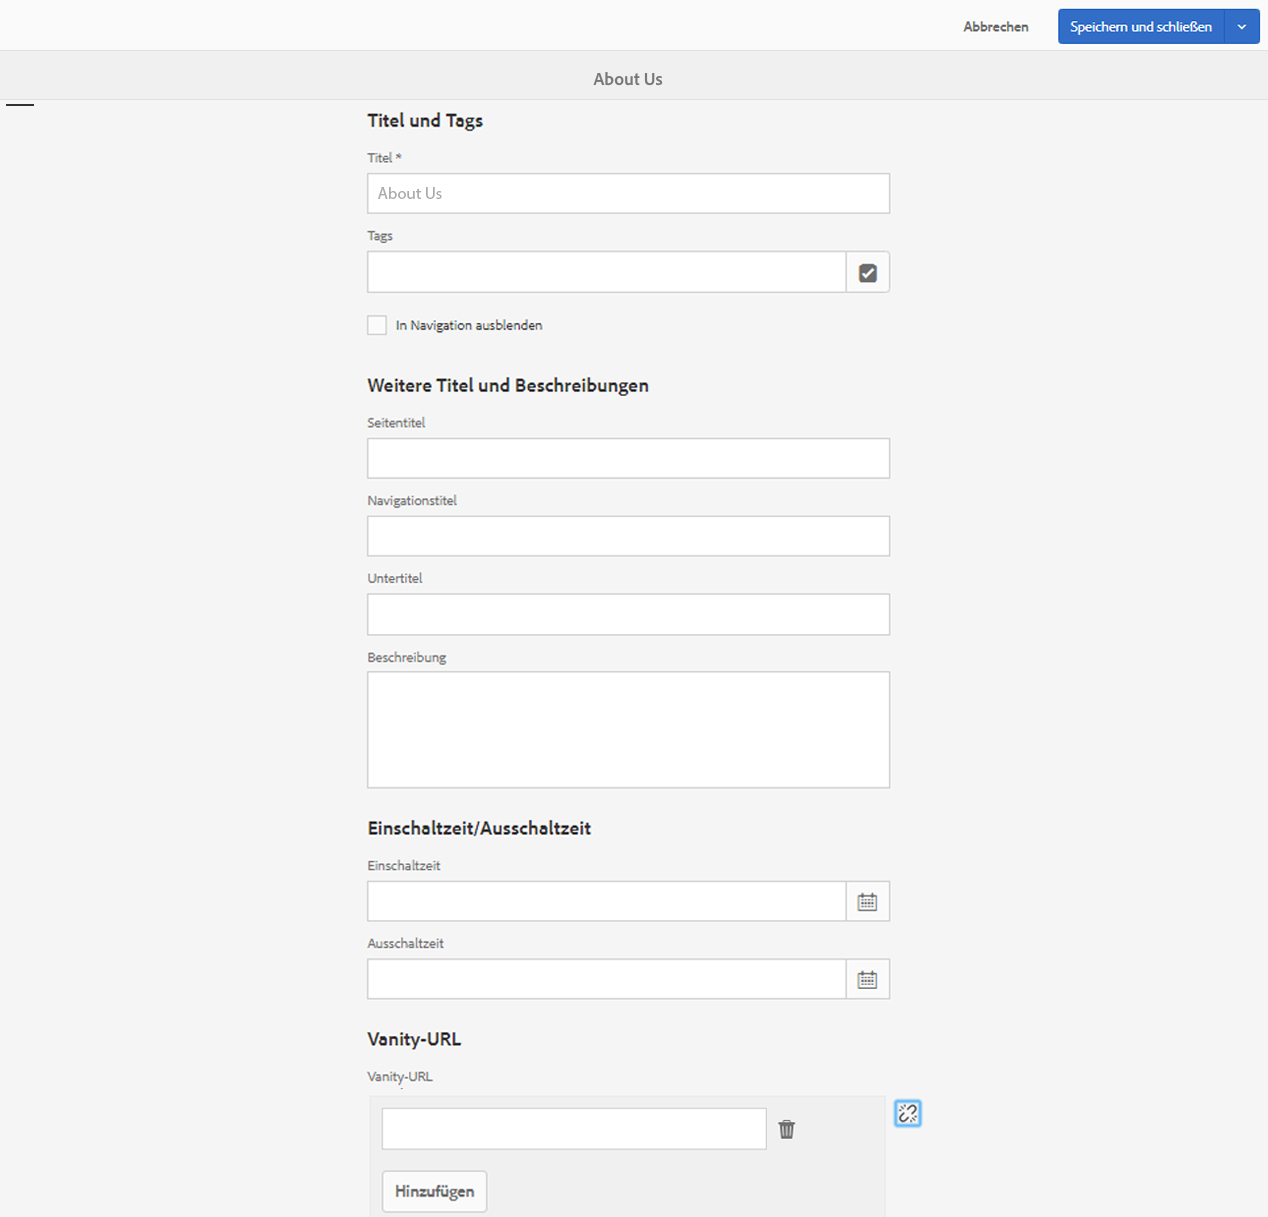 Abbrechen
Speichern und schließen
About Us
Titel und Tags
Titel *
About Us
Tags
In Navigation ausblenden
Weitere Titel und Beschreibungen
Seitentitel
Navigationstitel
Untertitel
Beschreibung
Einschaltzeit/Ausschaltzeit
Einschaltzeit
Ausschaltzeit
Vanity-URL
Vanity-URL
Hinzufügen